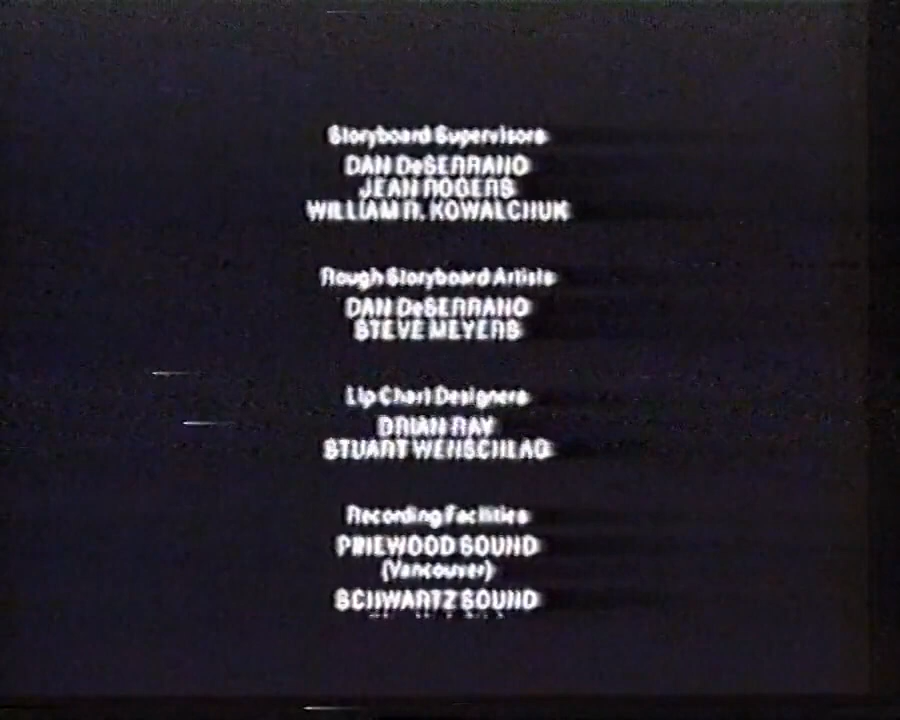 Storyboard Supervisors
DAN DeSERRANO
JEAN ROGERS
WILLIAM R. KOWALCHUK
Rough Storyboard Artists
DAN DeSERRANO
STEVE MEYERS
Lip Chart Designers
BRIAN RAY
STUART WENSCHLAG
Recording Facilities
PINEWOOD SOUND
(Vancouver)
SCHWARTZ SOUND